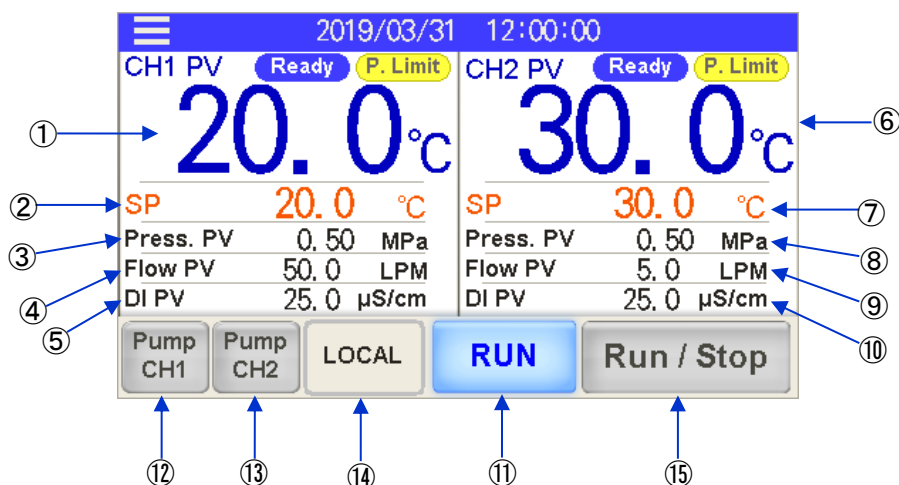 2019/03/31 12:00:00
CH1 PV Ready P. Limit CH2 PV Ready P. Limit
① 20.0 ℃ 30.0 ℃ ⑥
② SP 20.0 ℃ SP 30.0 ℃ ⑦
③ Press. PV 0.50 MPa Press. PV 0.50 MPa ⑧
④ Flow PV 50.0 LPM Flow PV 5.0 LPM ⑨
⑤ DI PV 25.0 µS/cm DI PV 25.0 µS/cm ⑩
Pump CH1 Pump CH2 LOCAL RUN Run / Stop
⑫ ⑬ ⑭ ⑪ ⑮